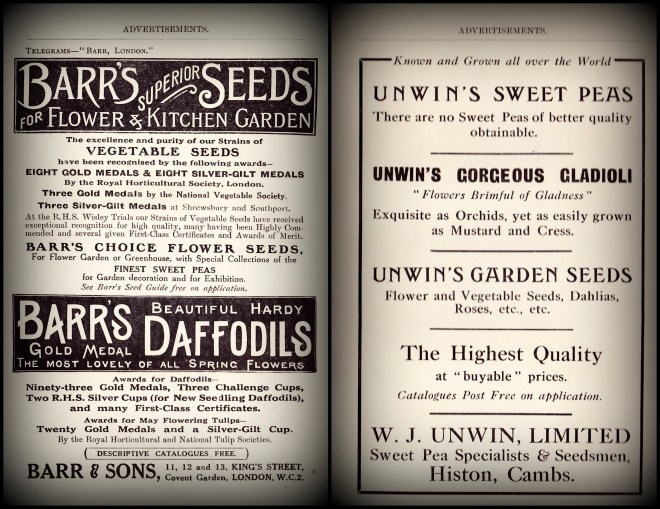 ADVERTISEMENTS.
TELEGRAMS—"BARR, LONDON."
BARR'S SUPERIOR SEEDS
FOR FLOWER & KITCHEN GARDEN
The excellence and purity of our Strains of
VEGETABLE SEEDS
have been recognised by the following awards—
EIGHT GOLD MEDALS & EIGHT SILVER-GILT MEDALS
By the Royal Horticultural Society, London.
Three Gold Medals by the National Vegetable Society.
Three Silver-Gilt Medals at Shrewsbury and Southport.
At the R.H.S. Wisley Trials our Strains of Vegetable Seeds have received
exceptional recognition for high quality, many having been Highly Com-
mended and several given First-Class Certificates and Awards of Merit.
BARR'S CHOICE FLOWER SEEDS,
For Flower Garden or Greenhouse, with Special Collections of the
FINEST SWEET PEAS
for Garden decoration and for Exhibition.
See Barr's Seed Guide free on application.
BARR'S BEAUTIFUL HARDY
GOLD MEDAL DAFFODILS
THE MOST LOVELY OF ALL SPRING FLOWERS
Awards for Daffodils—
Ninety-three Gold Medals, Three Challenge Cups,
Two R.H.S. Silver Cups (for New Seedling Daffodils),
and many First-Class Certificates.
Awards for May Flowering Tulips—
Twenty Gold Medals and a Silver-Gilt Cup.
By the Royal Horticultural and National Tulip Societies.
DESCRIPTIVE CATALOGUES FREE.
BARR & SONS, 11, 12 and 13, KING'S STREET,
Covent Garden, LONDON, W.C.2.
ADVERTISEMENTS.
Known and Grown all over the World
UNWIN'S SWEET PEAS
There are no Sweet Peas of better quality
obtainable.
UNWIN'S GORGEOUS GLADIOLI
"Flowers Brimful of Gladness"
Exquisite as Orchids, yet as easily grown
as Mustard and Cress.
UNWIN'S GARDEN SEEDS
Flower and Vegetable Seeds, Dahlias,
Roses, etc., etc.
The Highest Quality
at "buyable" prices.
Catalogues Post Free on application.
W. J. UNWIN, LIMITED
Sweet Pea Specialists & Seedsmen,
Histon, Cambs.